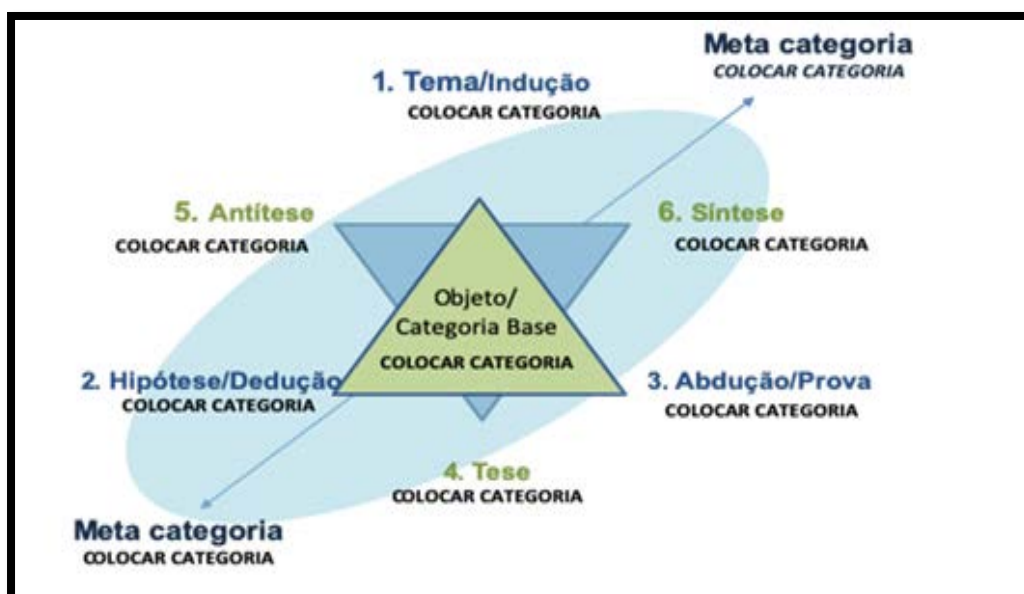 Meta categoria
COLOCAR CATEGORIA
1. Tema/Indução
COLOCAR CATEGORIA
5. Antítese
COLOCAR CATEGORIA
6. Síntese
COLOCAR CATEGORIA
Objeto/
Categoria Base
COLOCAR CATEGORIA
2. Hipótese/Dedução
COLOCAR CATEGORIA
3. Abdução/Prova
COLOCAR CATEGORIA
4. Tese
COLOCAR CATEGORIA
Meta categoria
COLOCAR CATEGORIA